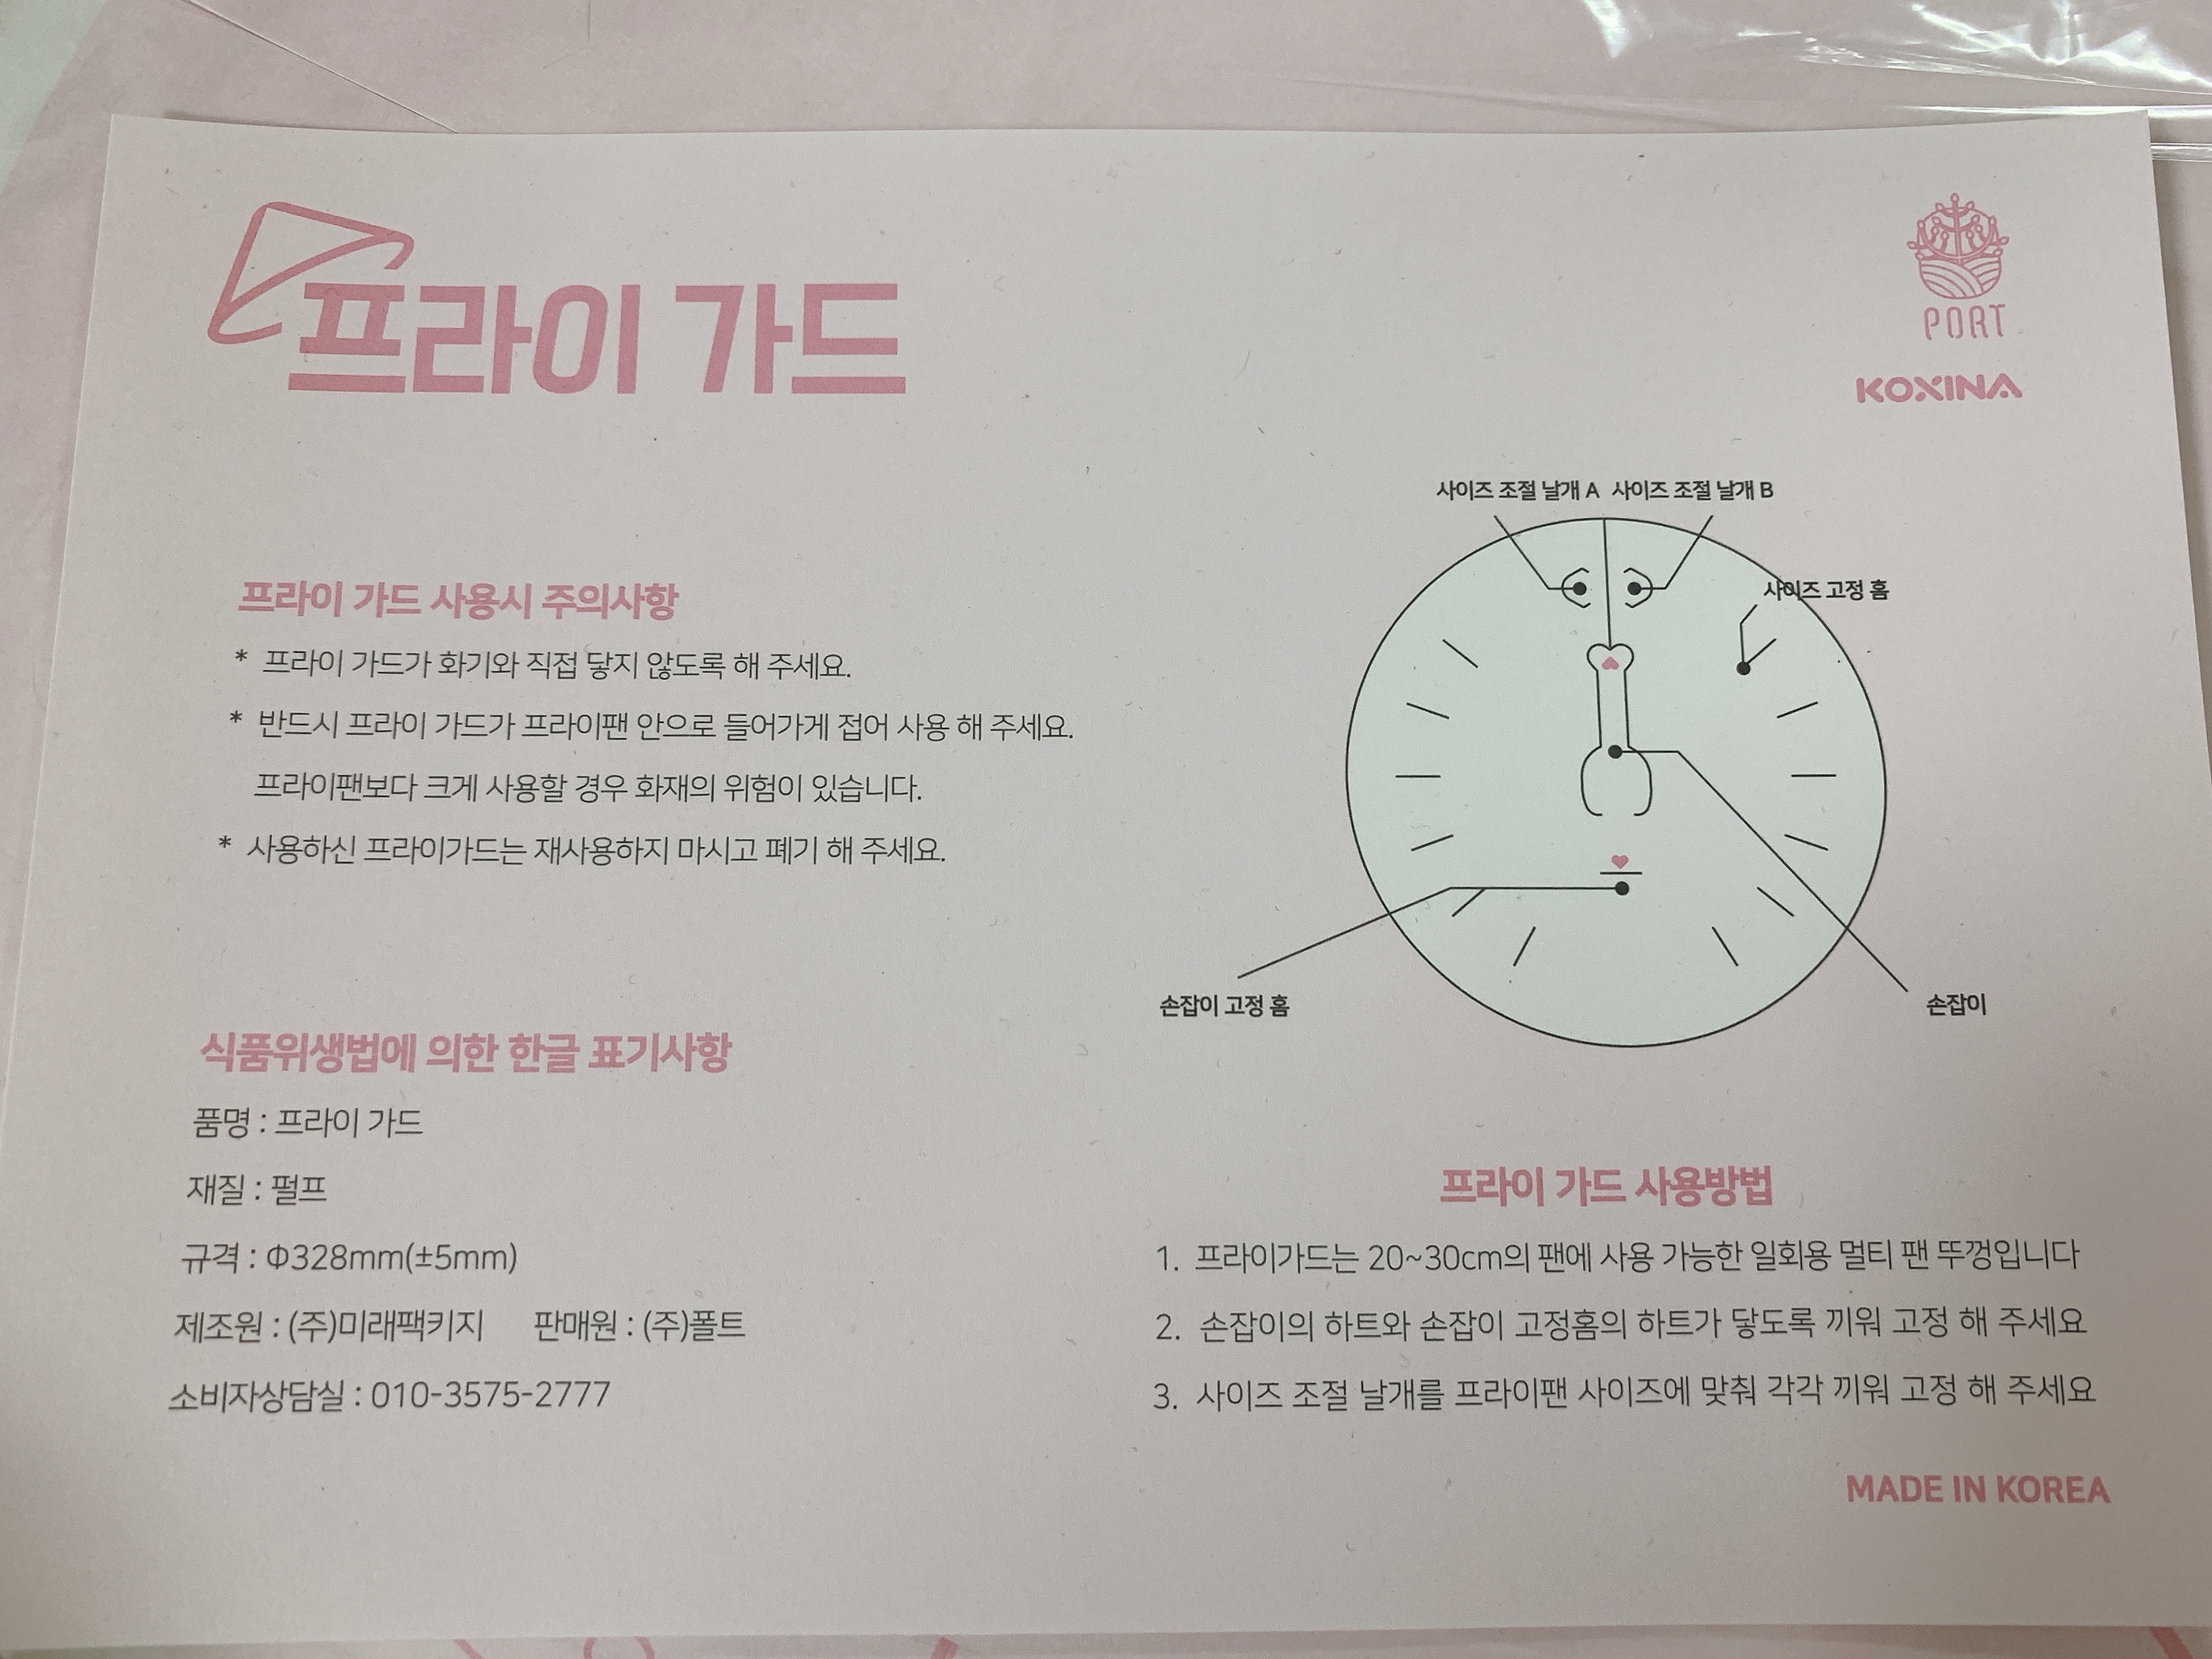 프라이 가드
PORT
KOXINA
프라이 가드 사용시 주의사항
* 프라이 가드가 화기와 직접 닿지 않도록 해 주세요.
* 반드시 프라이 가드가 프라이팬 안으로 들어가게 접어 사용 해 주세요.
프라이팬보다 크게 사용할 경우 화재의 위험이 있습니다.
* 사용하신 프라이가드는 재사용하지 마시고 폐기 해 주세요.
식품위생법에 의한 한글 표기사항
품명 : 프라이 가드
재질 : 펄프
규격 : Φ328mm(±5mm)
제조원 : (주)미래팩키지 판매원 : (주)폴트
소비자상담실 : 010-3575-2777
사이즈 조절 날개 A 사이즈 조절 날개 B
사이즈 고정 홈
손잡이 고정 홈
손잡이
프라이 가드 사용방법
1. 프라이가드는 20~30cm의 팬에 사용 가능한 일회용 멀티 팬 뚜껑입니다
2. 손잡이의 하트와 손잡이 고정홈의 하트가 닿도록 끼워 고정 해 주세요
3. 사이즈 조절 날개를 프라이팬 사이즈에 맞춰 각각 끼워 고정 해 주세요
MADE IN KOREA